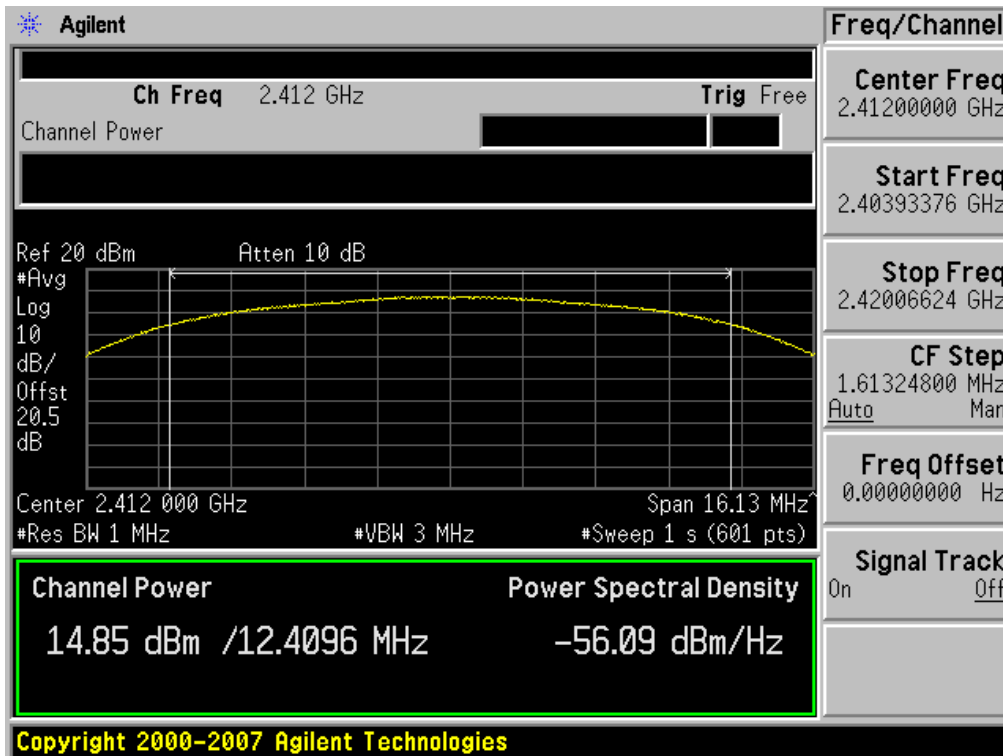 Agilent
Ch Freq 2.412 GHz Trig Free
Channel Power
Ref 20 dBm Atten 10 dB
#Avg
Log
10
dB/
Offst
20.5
dB
Center 2.412 000 GHz Span 16.13 MHz^
#Res BW 1 MHz #VBW 3 MHz #Sweep 1 s (601 pts)
Channel Power Power Spectral Density
14.85 dBm /12.4096 MHz -56.09 dBm/Hz
Copyright 2000-2007 Agilent Technologies
Freq/Channel
Center Freq
2.41200000 GHz
Start Freq
2.40393376 GHz
Stop Freq
2.42006624 GHz
CF Step
1.61324800 MHz
Auto Man
Freq Offset
0.00000000 Hz
Signal Track
On Off